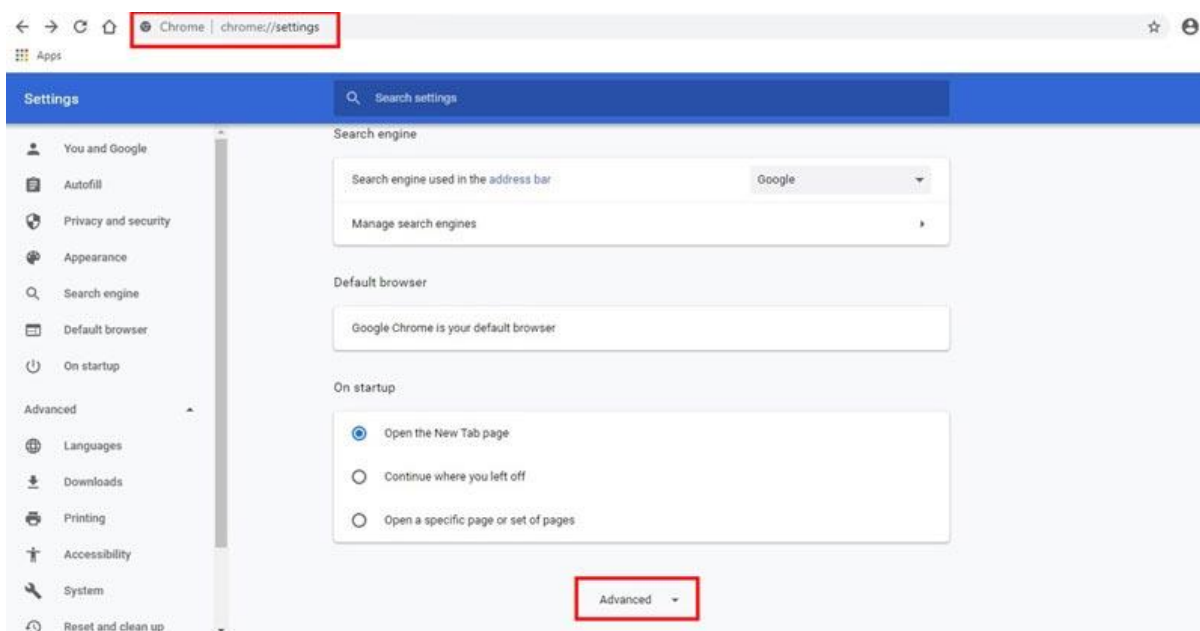 Chrome | chrome://settings
Apps
Settings
Search settings
You and Google
Autofill
Privacy and security
Appearance
Search engine
Default browser
On startup
Advanced
Languages
Downloads
Printing
Accessibility
System
Reset and clean up
Search engine
Search engine used in the address bar
Google
Manage search engines
Default browser
Google Chrome is your default browser
On startup
Open the New Tab page
Continue where you left off
Open a specific page or set of pages
Advanced